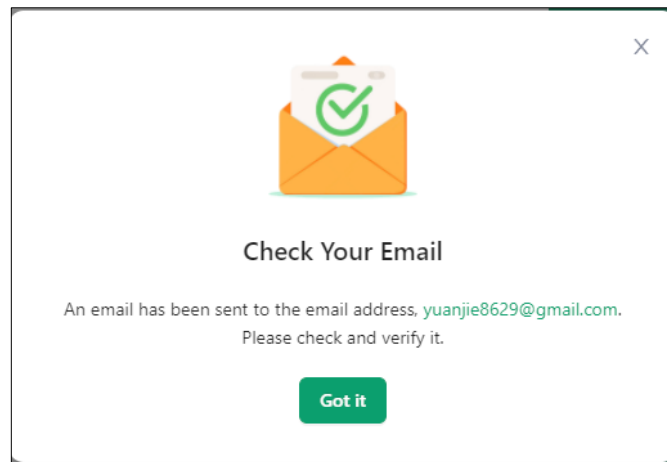 Check Your Email
An email has been sent to the email address, yuanjie8629@gmail.com.
Please check and verify it.
Got it